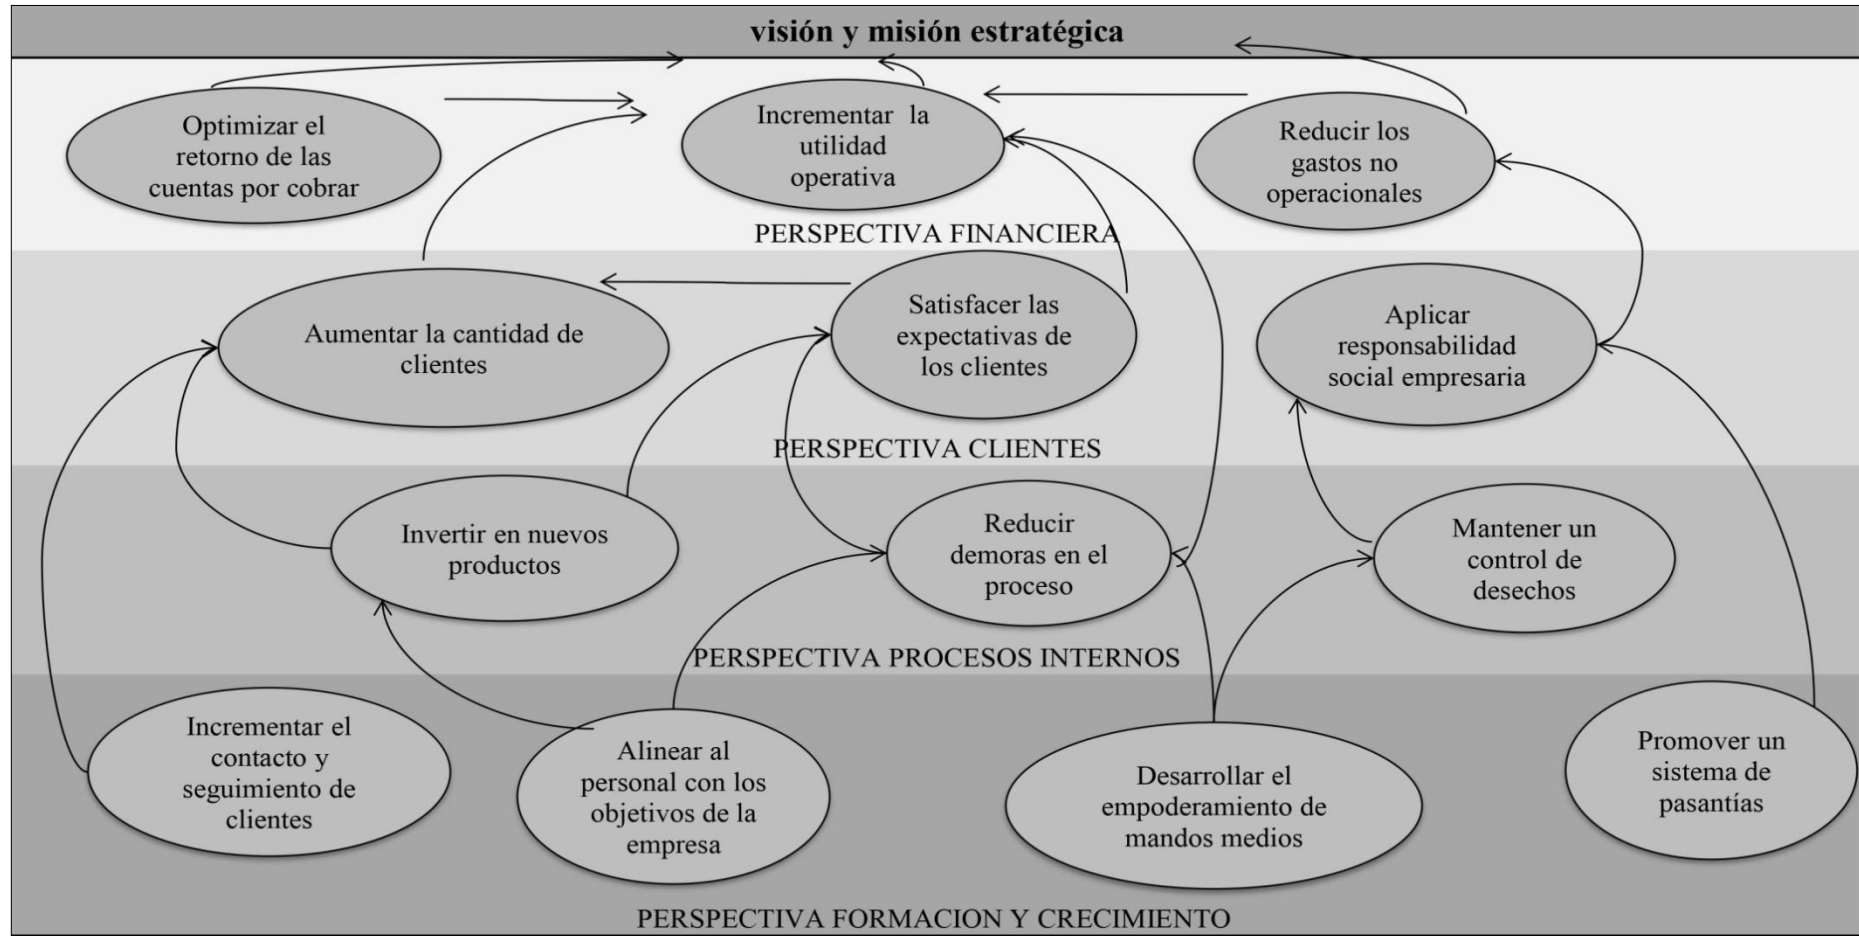 visión y misión estratégica
Optimizar el
retorno de las
cuentas por cobrar
Incrementar la
utilidad
operativa
Reducir los
gastos no
operacionales
PERSPECTIVA FINANCIERA
Aumentar la cantidad de
clientes
Satisfacer las
expectativas de
los clientes
Aplicar
responsabilidad
social empresaria
PERSPECTIVA CLIENTES
Invertir en nuevos
productos
Reducir
demoras en el
proceso
Mantener un
control de
desechos
PERSPECTIVA PROCESOS INTERNOS
Incrementar el
contacto y
seguimiento de
clientes
Alinear al
personal con los
objetivos de la
empresa
Desarrollar el
empoderamiento de
mandos medios
Promover un
sistema de
pasantías
PERSPECTIVA FORMACION Y CRECIMIENTO